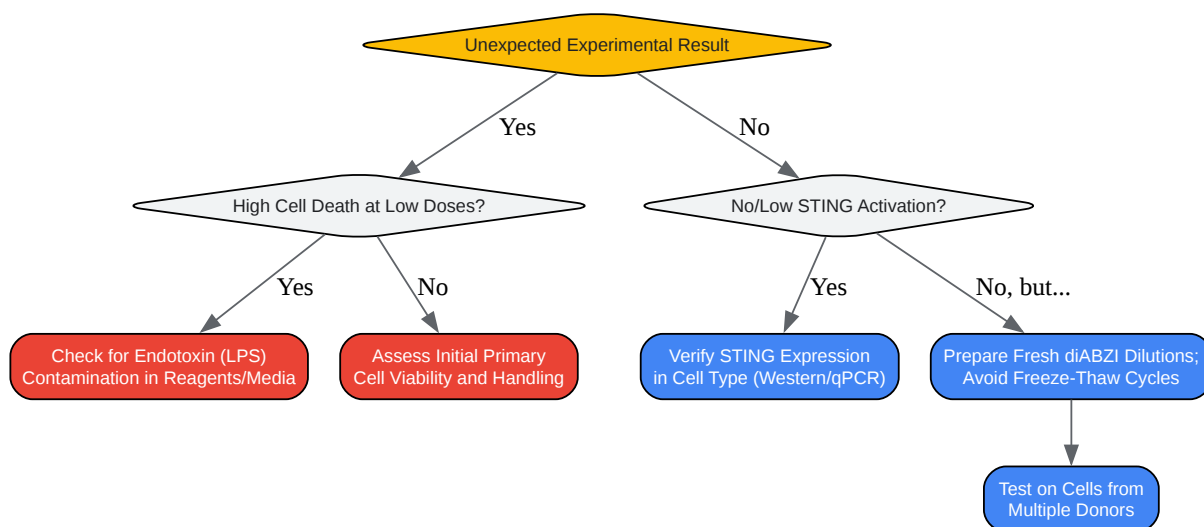 Unexpected Experimental Result
Yes
No
High Cell Death at Low Doses?
No/Low STING Activation?
Yes
No
Yes
No, but...
Check for Endotoxin (LPS)
Contamination in Reagents/Media
Assess Initial Primary
Cell Viability and Handling
Verify STING Expression
in Cell Type (Western/qPCR)
Prepare Fresh diABZI Dilutions;
Avoid Freeze-Thaw Cycles
Test on Cells from
Multiple Donors